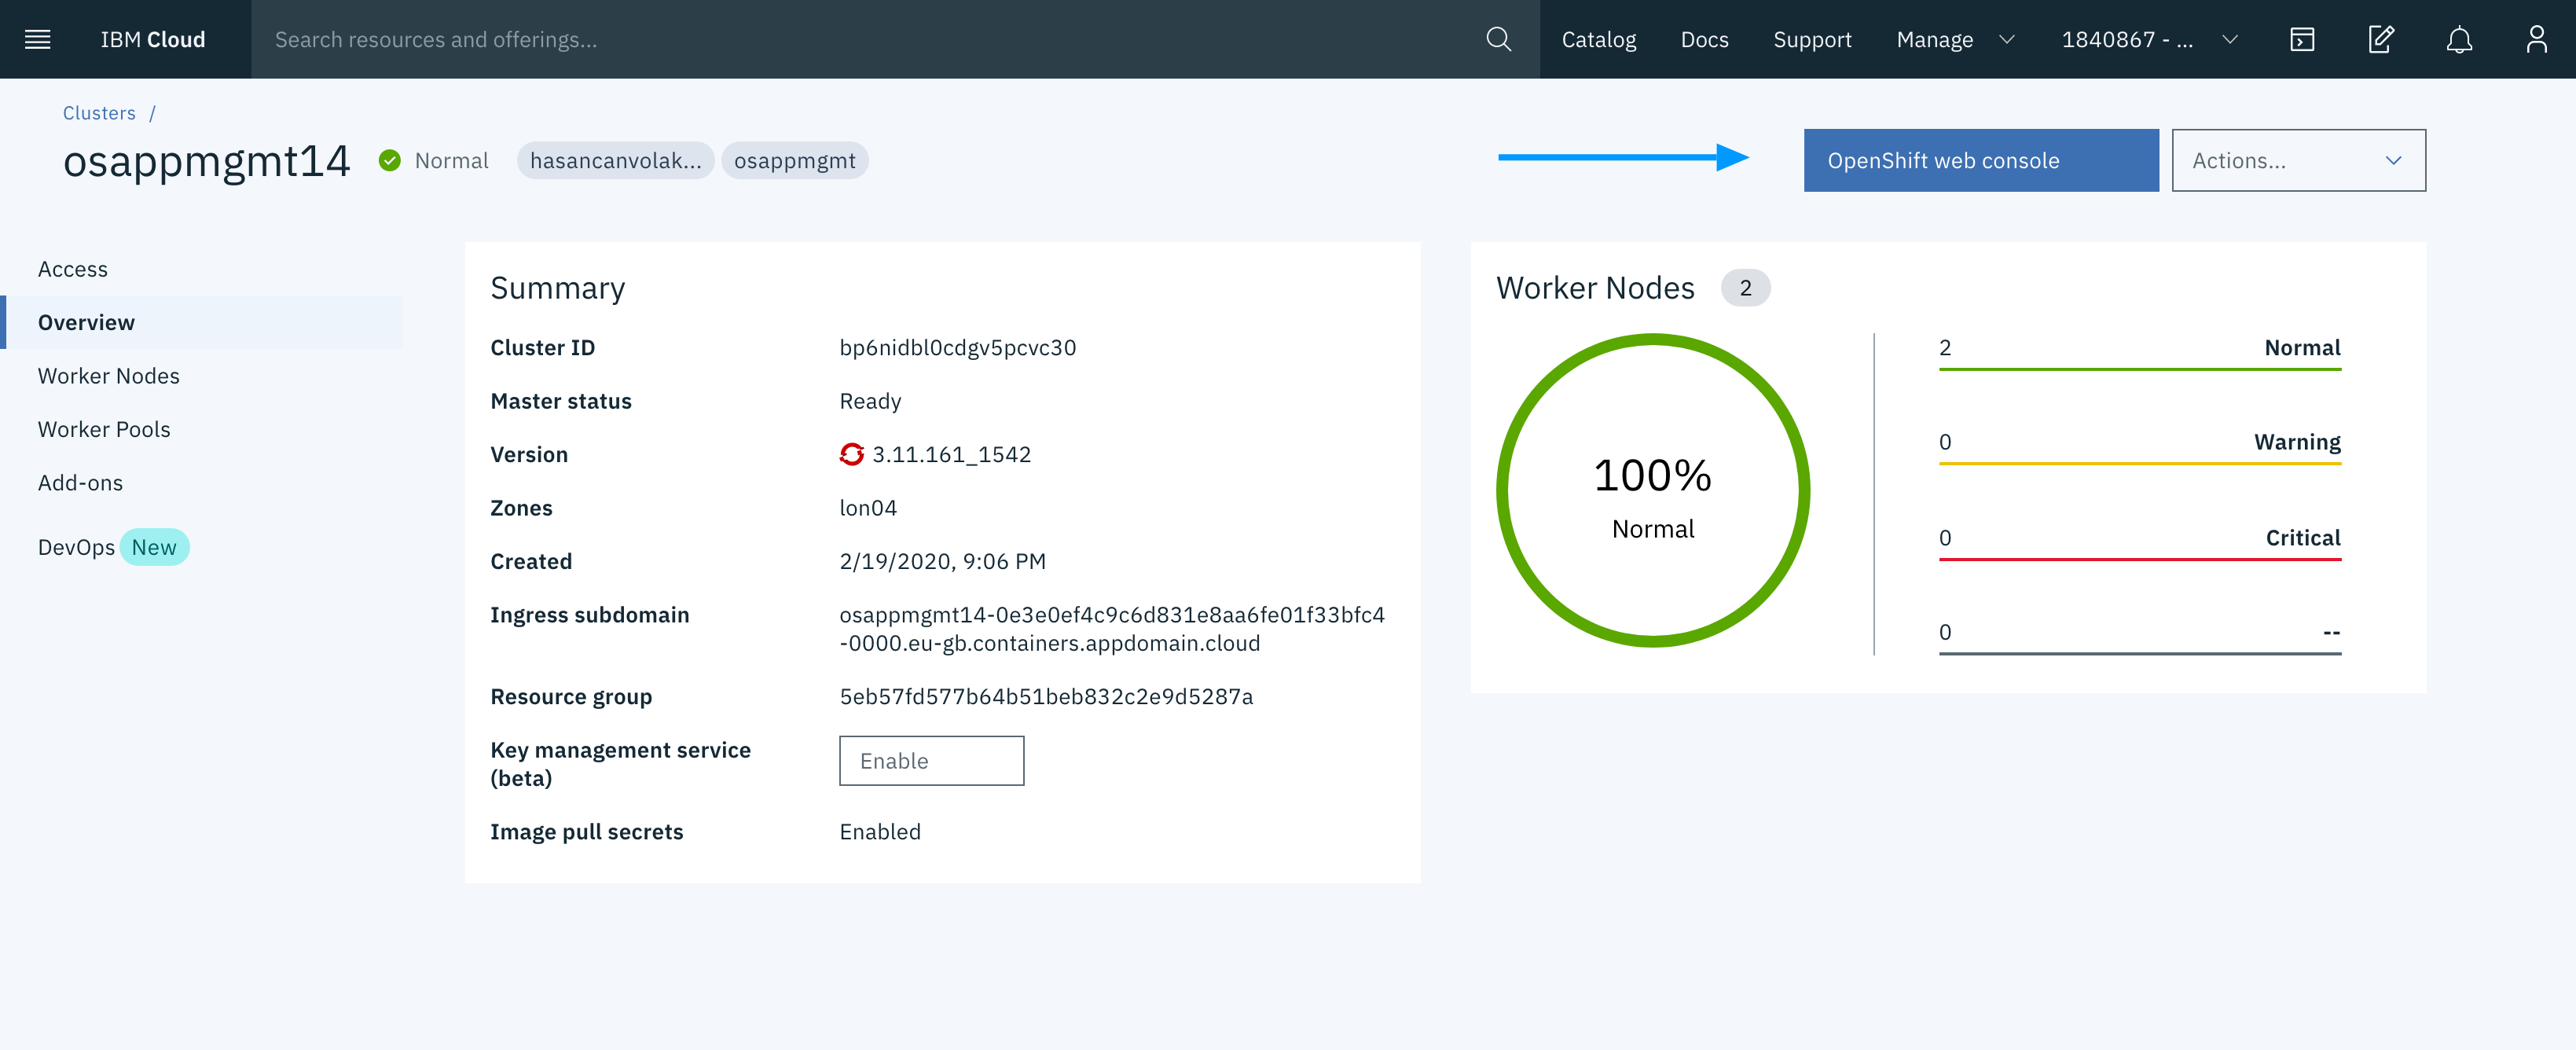 IBM Cloud
Search resources and offerings...
Catalog
Docs
Support
Manage
1840867 - ...
Clusters /
osappmgmt14
Normal
hasancanvolak...
osappmgmt
OpenShift web console
Actions...
Access
Overview
Worker Nodes
Worker Pools
Add-ons
DevOps New
Summary
Cluster ID bp6nidbl0cdgv5pcvc30
Master status Ready
Version 3.11.161_1542
Zones lon04
Created 2/19/2020, 9:06 PM
Ingress subdomain osappmgmt14-0e3e0ef4c9c6d831e8aa6fe01f33bfc4
-0000.eu-gb.containers.appdomain.cloud
Resource group 5eb57fd577b64b51beb832c2e9d5287a
Key management service
(beta)
Enable
Image pull secrets Enabled
Worker Nodes 2
100%
Normal
2 Normal
0 Warning
0 Critical
0 --